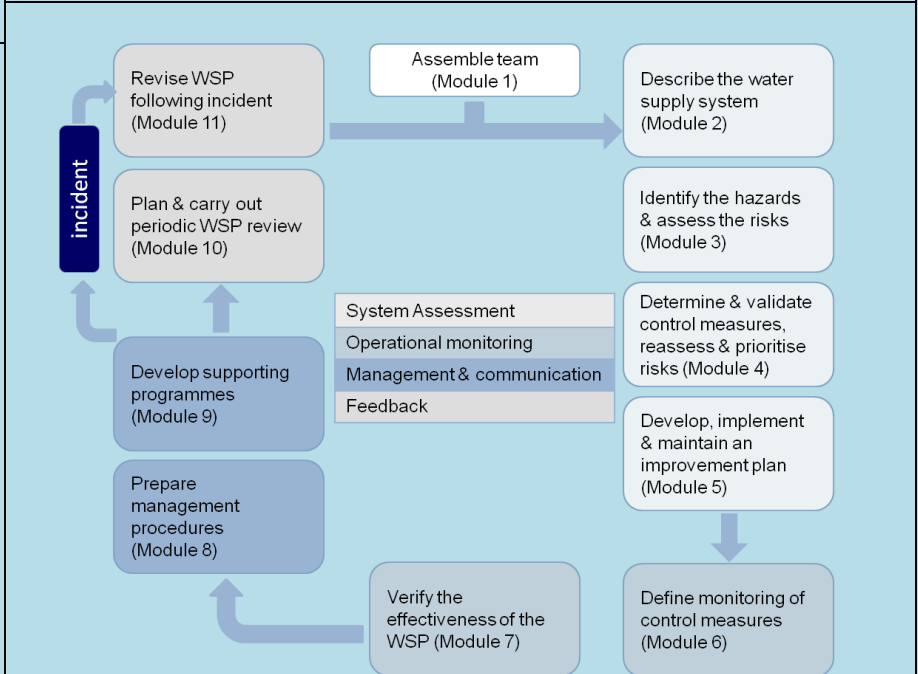 Assemble team
(Module 1)
Describe the water
supply system
(Module 2)
Identify the hazards
& assess the risks
(Module 3)
Determine & validate
control measures,
reassess & prioritise
risks (Module 4)
Develop, implement
& maintain an
improvement plan
(Module 5)
Define monitoring of
control measures
(Module 6)
Verify the
effectiveness of the
WSP (Module 7)
Prepare
management
procedures
(Module 8)
Develop supporting
programmes
(Module 9)
Plan & carry out
periodic WSP review
(Module 10)
incident
Revise WSP
following incident
(Module 11)
System Assessment
Operational monitoring
Management & communication
Feedback